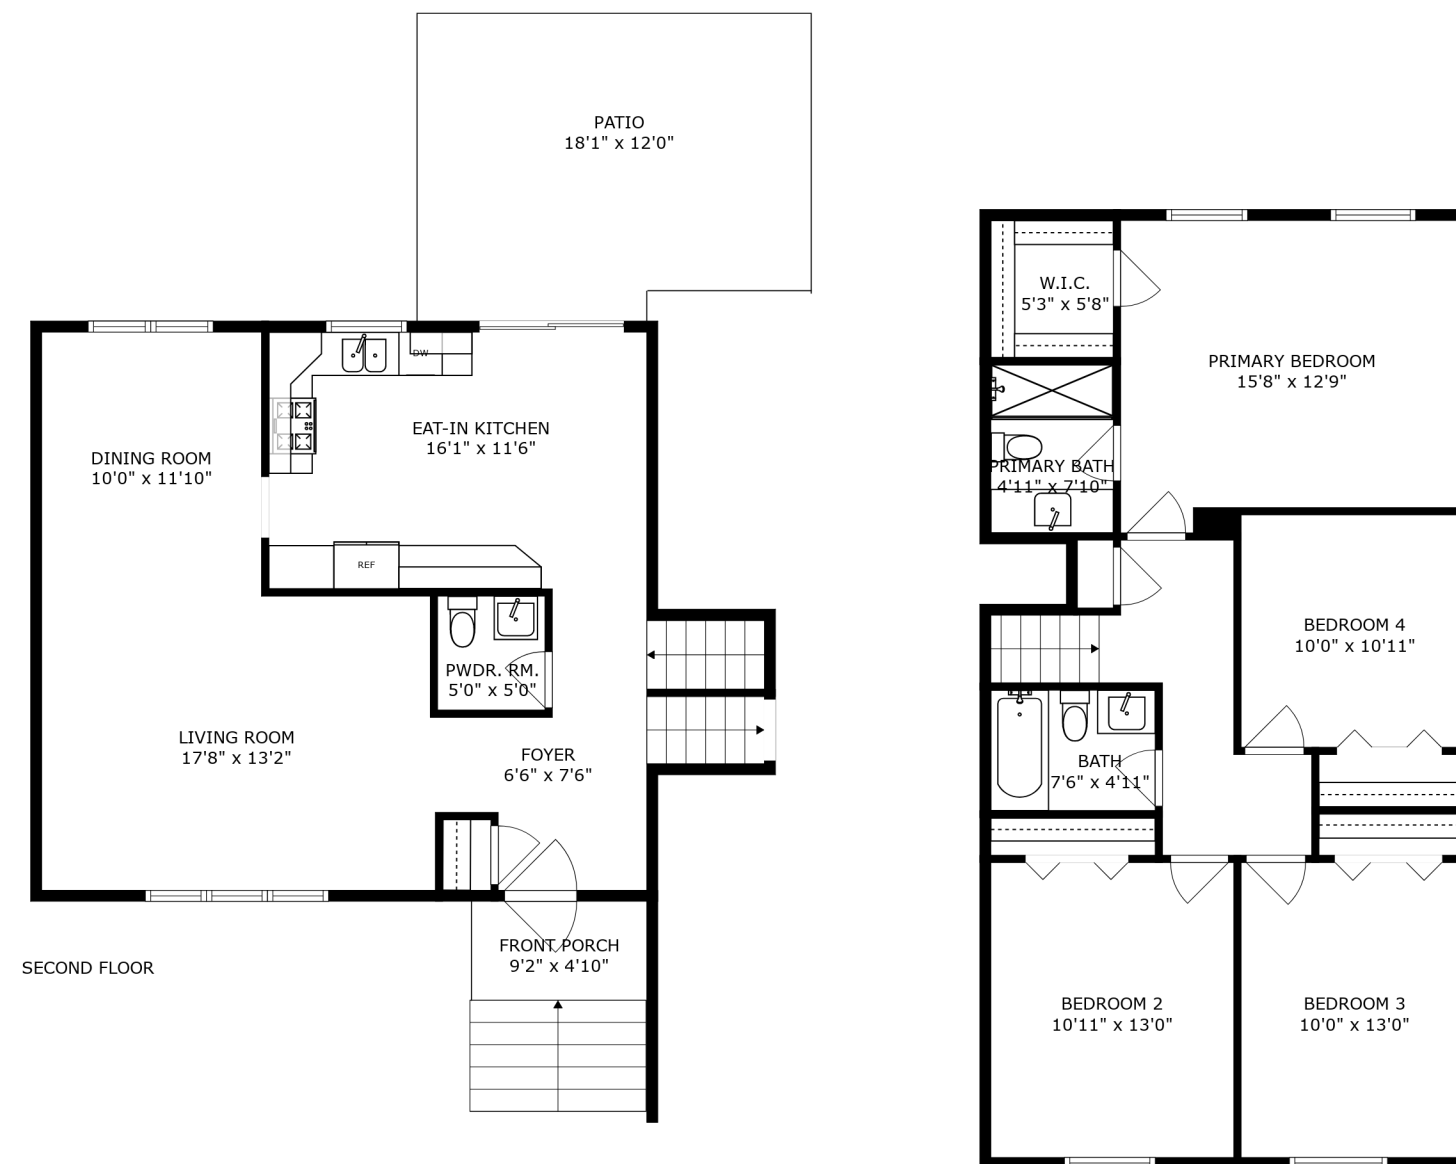 PATIO
18'1" x 12'0"
W.I.C.
5'3" x 5'8"
PRIMARY BEDROOM
15'8" x 12'9"
DW
EAT-IN KITCHEN
16'1" x 11'6"
DINING ROOM
10'0" x 11'10"
PRIMARY BATH
4'11" x 7'10"
REF
BEDROOM 4
10'0" x 10'11"
PWDR. RM.
5'0" x 5'0"
LIVING ROOM
17'8" x 13'2"
FOYER
6'6" x 7'6"
BATH
7'6" x 4'11"
FRONT PORCH
9'2" x 4'10"
SECOND FLOOR
BEDROOM 2
10'11" x 13'0"
BEDROOM 3
10'0" x 13'0"